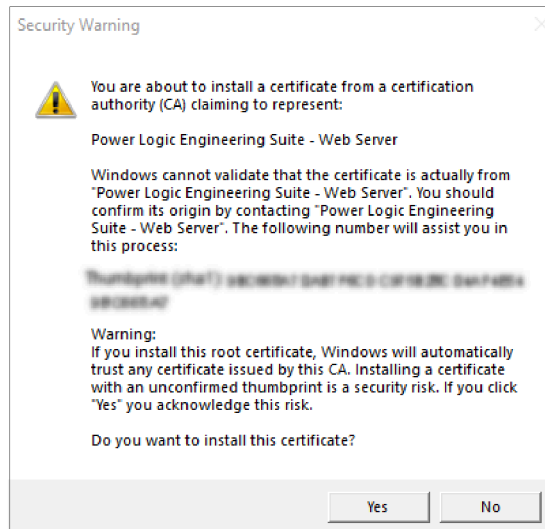 Security Warning
You are about to install a certificate from a certification
authority (CA) claiming to represent:
Power Logic Engineering Suite - Web Server
Windows cannot validate that the certificate is actually from
"Power Logic Engineering Suite - Web Server". You should
confirm its origin by contacting "Power Logic Engineering
Suite - Web Server". The following number will assist you in
this process:
Thumbprint (sha1):
Warning:
If you install this root certificate, Windows will automatically
trust any certificate issued by this CA. Installing a certificate
with an unconfirmed thumbprint is a security risk. If you click
"Yes" you acknowledge this risk.
Do you want to install this certificate?
Yes
No